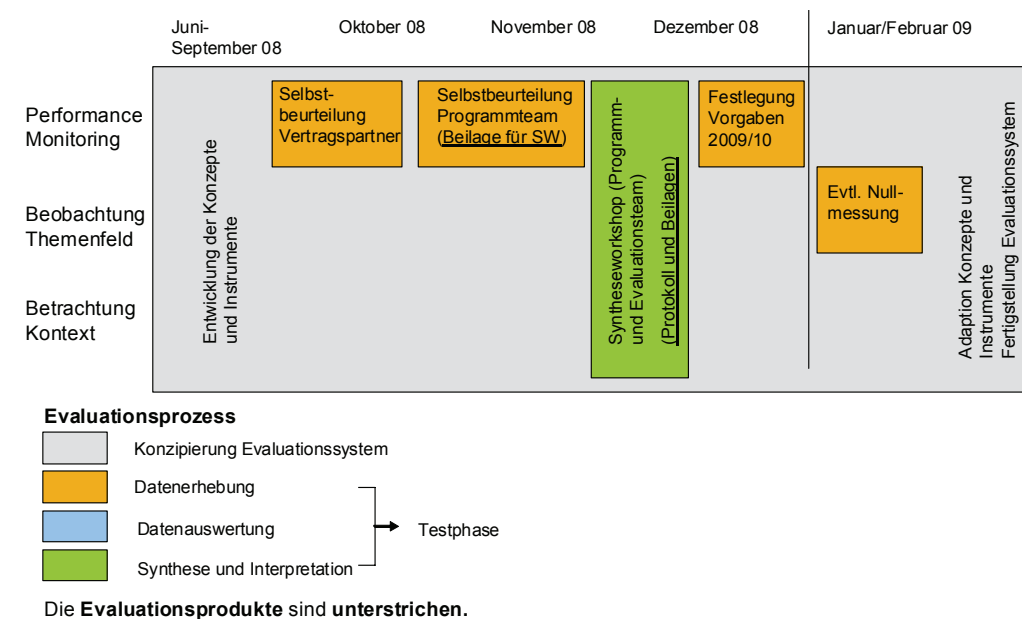 Juni-
September 08
Oktober 08
November 08
Dezember 08
Januar/Februar 09
Performance
Monitoring
Beobachtung
Themenfeld
Betrachtung
Kontext
Entwicklung der Konzepte
und Instrumente
Selbst-
beurteilung
Vertragspartner
Selbstbeurteilung
Programmteam
(Beilage für SW)
Syntheseworkshop (Programm-
und Evaluationsteam)
(Protokoll und Beilagen)
Festlegung
Vorgaben
2009/10
Evtl. Null-
messung
Adaption Konzepte und
Instrumente
Fertigstellung Evaluationssystem
Evaluationsprozess
Konzipierung Evaluationssystem
Datenerhebung
Datenauswertung
Synthese und Interpretation
Testphase
Die Evaluationsprodukte sind unterstrichen.